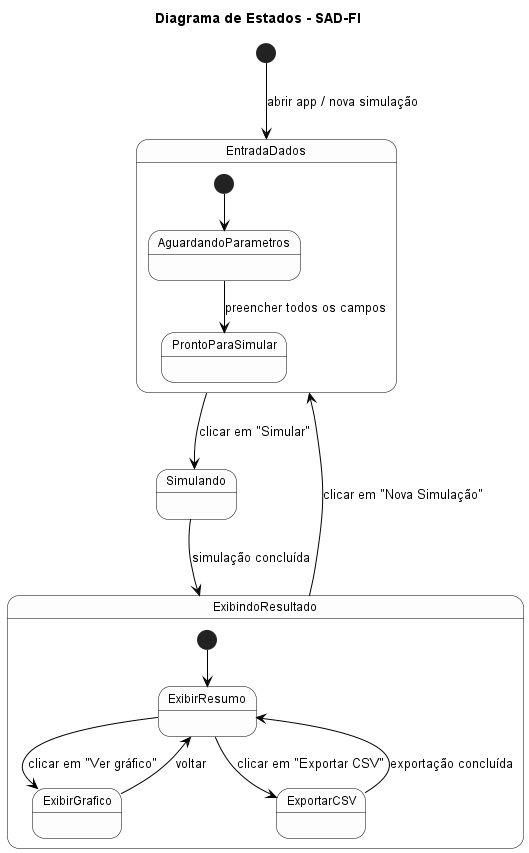 Diagrama de Estados - SAD-FI
abrir app / nova simulação
EntradaDados
AguardandoParametros
preencher todos os campos
ProntoParaSimular
clicar em "Simular"
Simulando
clicar em "Nova Simulação"
simulação concluída
ExibindoResultado
ExibirResumo
clicar em "Ver gráfico"
voltar
clicar em "Exportar CSV"
exportação concluída
ExibirGrafico
ExportarCSV